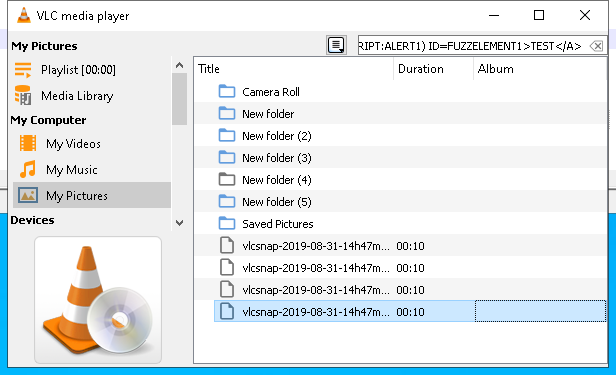 VLC media player
My Pictures
RIPT:ALERT1) ID=FUZZELEMENT1>TEST</A>
Playlist [00:00]
Media Library
My Computer
My Videos
My Music
My Pictures
Devices
Title Duration Album
Camera Roll
New folder
New folder (2)
New folder (3)
New folder (4)
New folder (5)
Saved Pictures
vlcsnap-2019-08-31-14h47m... 00:10
vlcsnap-2019-08-31-14h47m... 00:10
vlcsnap-2019-08-31-14h47m... 00:10
vlcsnap-2019-08-31-14h47m... 00:10